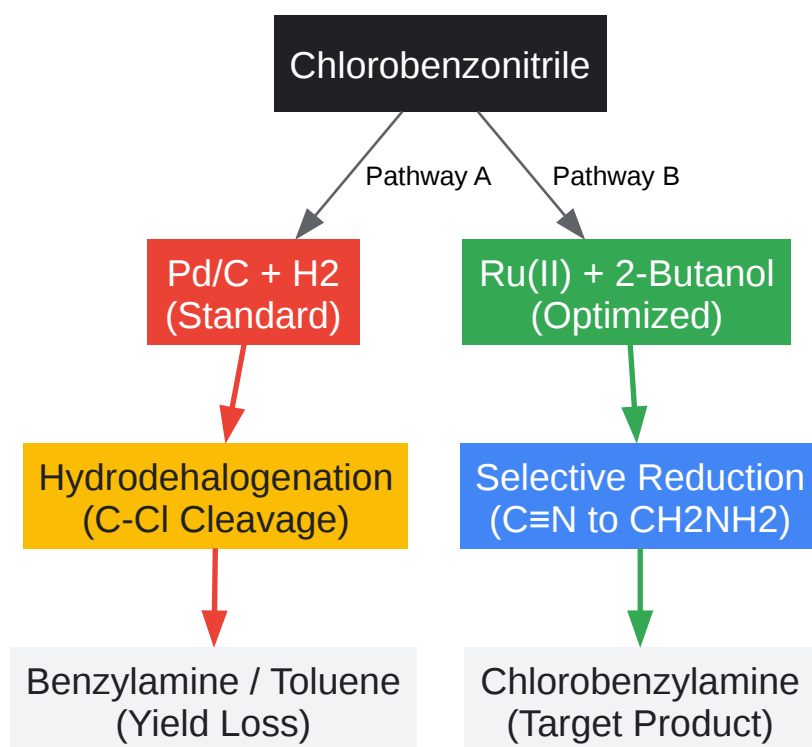 Chlorobenzonitrile
Pathway A
Pathway B
Pd/C + H2
(Standard)
Ru(II) + 2-Butanol
(Optimized)
Hydrodehalogenation
(C-Cl Cleavage)
Selective Reduction
(C≡N to CH2NH2)
Benzylamine / Toluene
(Yield Loss)
Chlorobenzylamine
(Target Product)